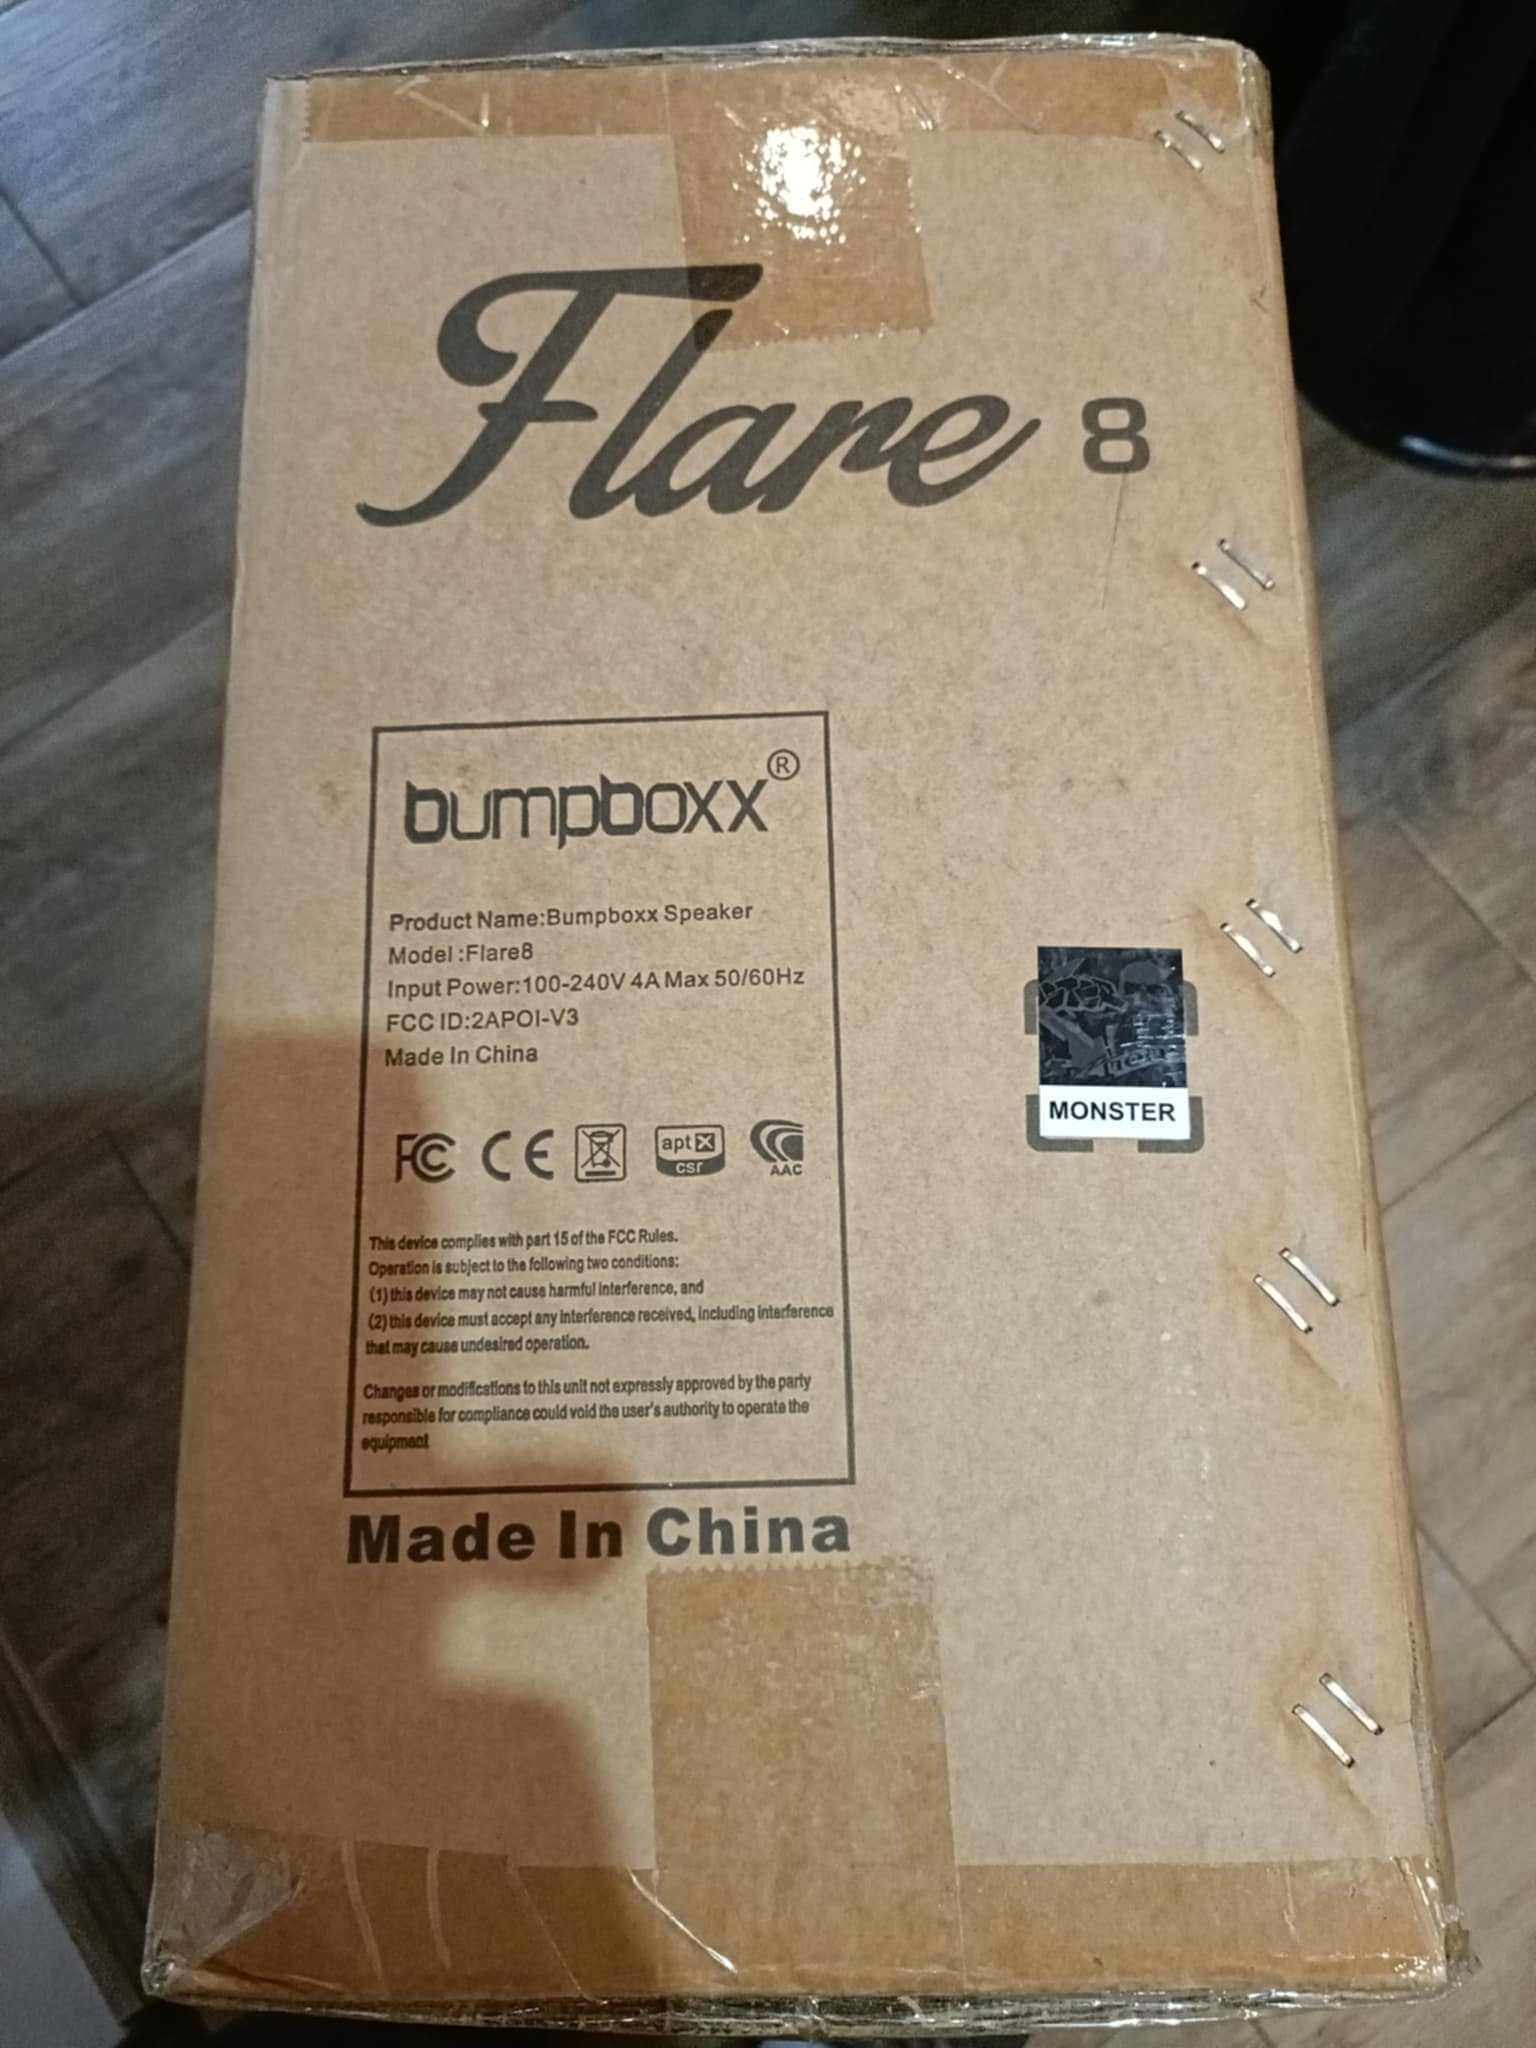 Flare 8
bumpboxx®
Product Name:Bumpboxx Speaker
Model :Flare8
Input Power:100-240V 4A Max 50/60Hz
FCC ID:2APOI-V3
Made In China
FC CE aptX csr AAC
MONSTER
This device complies with part 15 of the FCC Rules.
Operation is subject to the following two conditions:
(1) this device may not cause harmful interference, and
(2) this device must accept any interference received, including interference
that may cause undesired operation.
Changes or modifications to this unit not expressly approved by the party
responsible for compliance could void the user's authority to operate the
equipment
Made In China